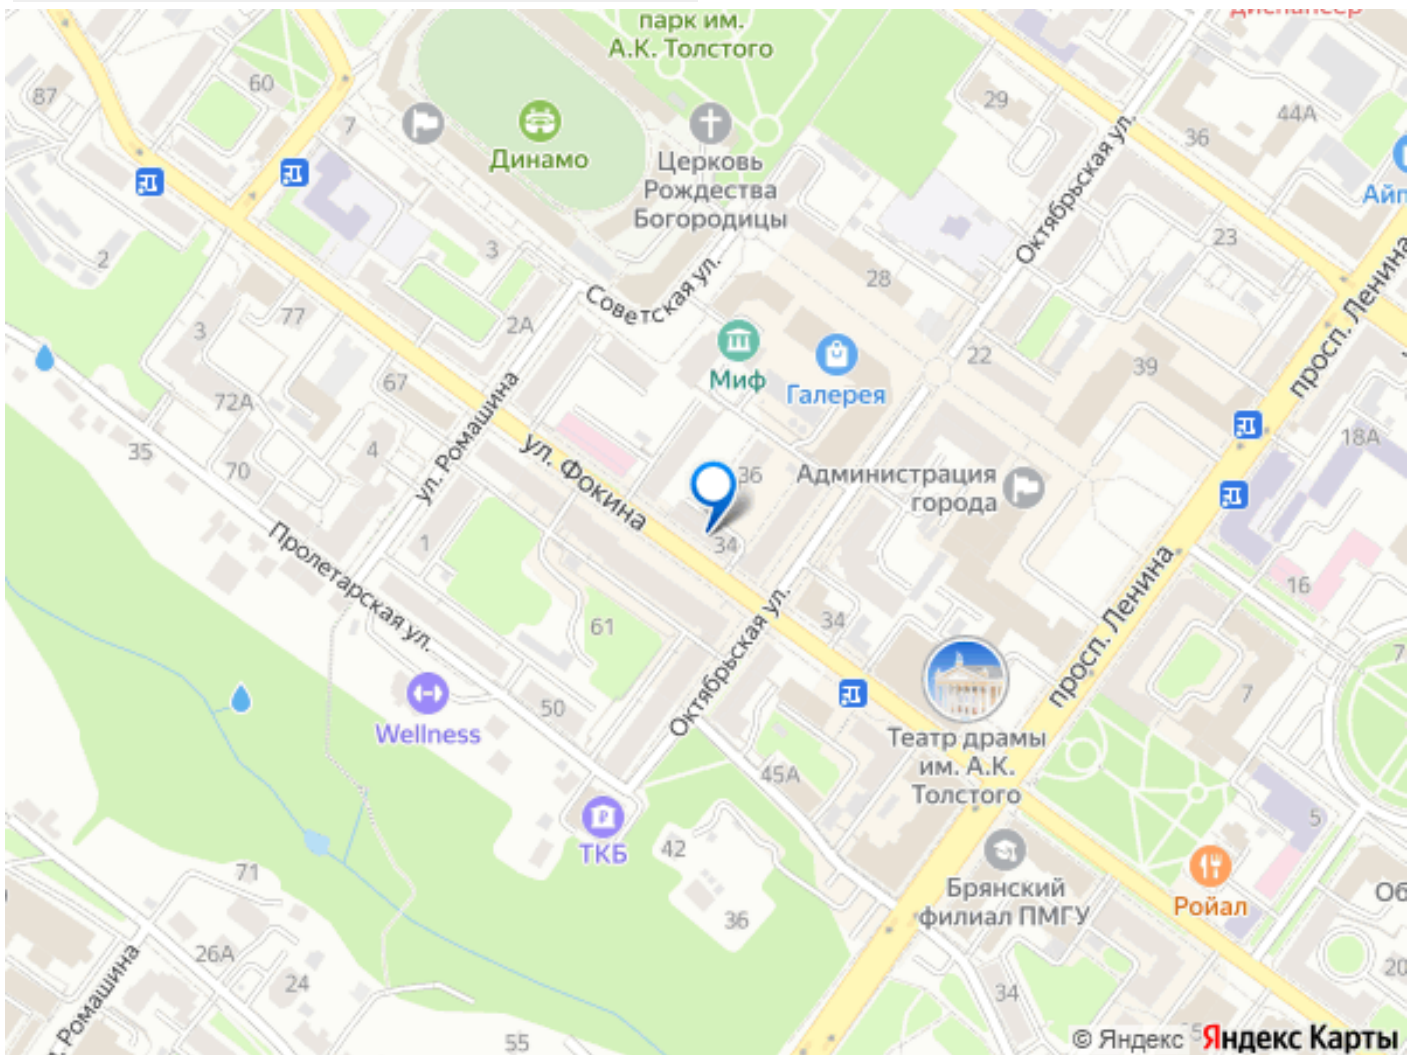 диспансер
парк им.
А.К. Толстого
60
87
7
29
44А
36
Динамо
Церковь
Рождества
Богородицы
Октябрьская ул.
23
2
3
28
Советская ул.
просп. Ленина
77
3
2А
22
39
Миф
Галерея
67
72А
ул. Ромашина
35
70
4
18А
ул. Фокина
36
Администрация
города
1
34
Пролетарская ул.
16
61
34
Октябрьская ул.
просп. Ленина
7
50
Wellness
Театр драмы
им. А.К.
Толстого
45А
5
ТКБ
42
71
Брянский
филиал ПМГУ
Ройал
36
26А
24
34
20
Ромашина
55
© Яндекс Яндекс Карты